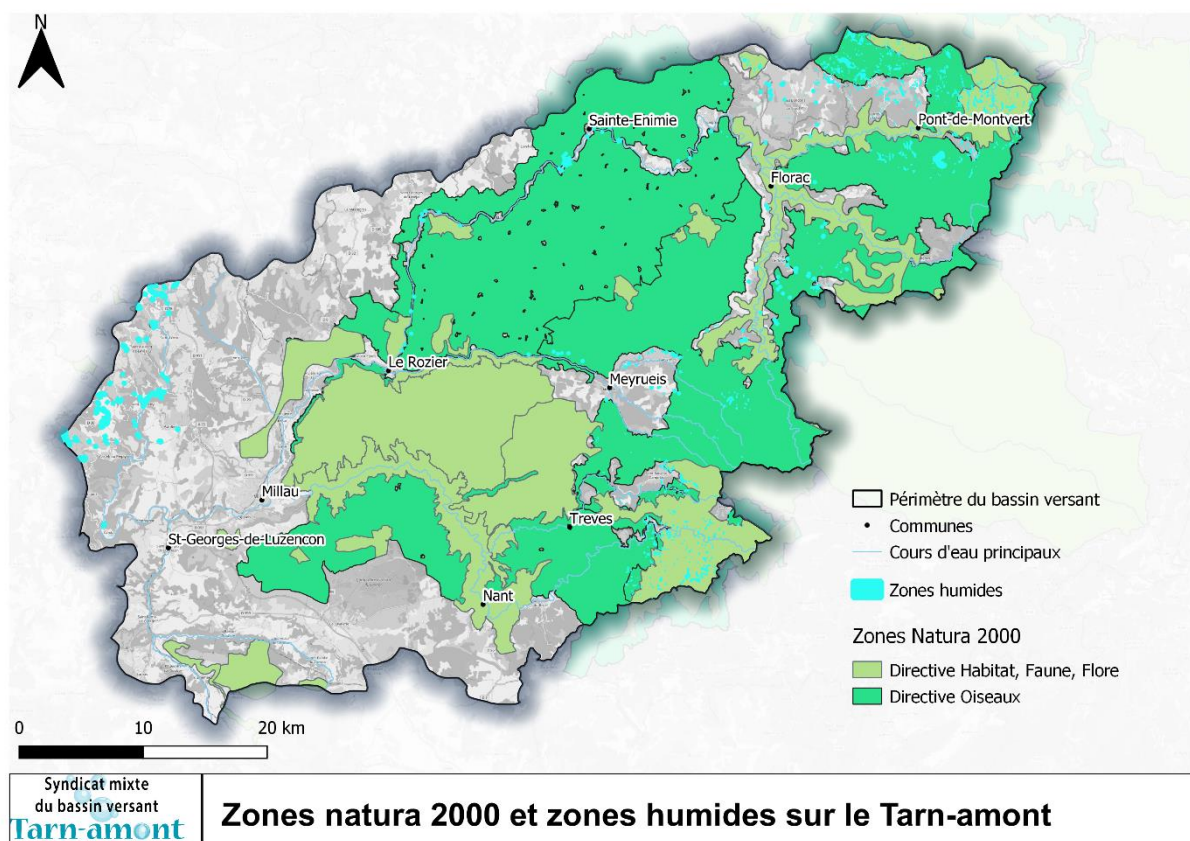 N
Sainte-Enimie
Pont-de-Montvert
Florac
Le Rozier
Meyrueis
Millau
Treves
St-Georges-de-Luzencon
Nant
Périmètre du bassin versant
Communes
Cours d'eau principaux
Zones humides
Zones Natura 2000
Directive Habitat, Faune, Flore
Directive Oiseaux
0 10 20 km
Syndicat mixte
du bassin versant
Tarn-amont
Zones natura 2000 et zones humides sur le Tarn-amont